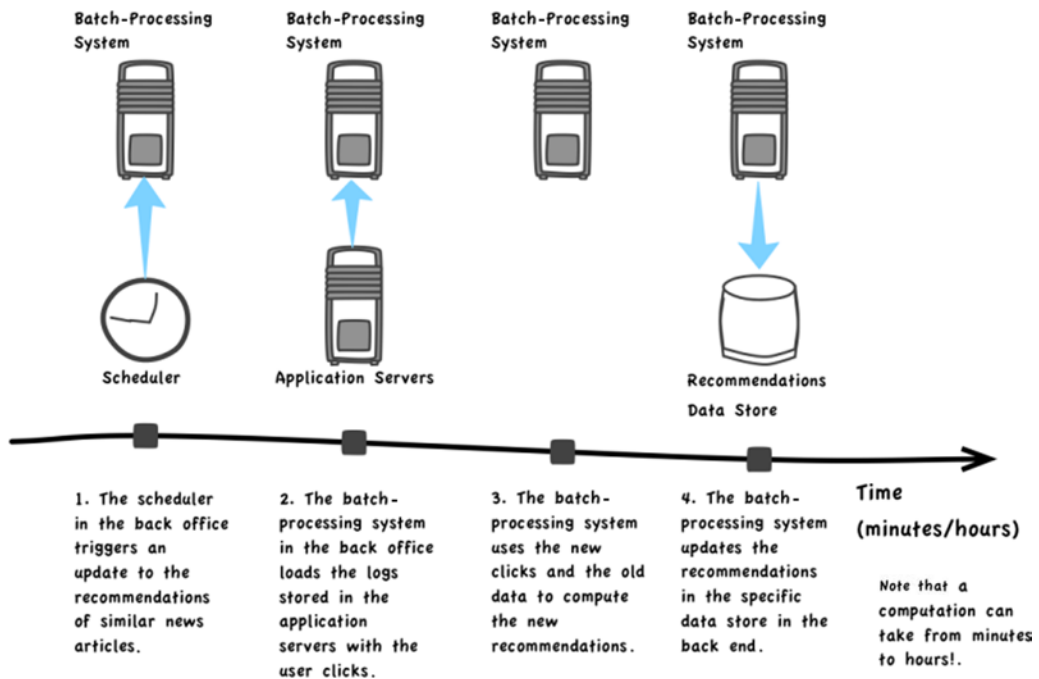 Batch-Processing
System
Batch-Processing
System
Batch-Processing
System
Batch-Processing
System
Scheduler
Application Servers
Recommendations
Data Store
1. The scheduler
in the back office
triggers an
update to the
recommendations
of similar news
articles.
2. The batch-
processing system
in the back office
loads the logs
stored in the
application
servers with the
user clicks.
3. The batch-
processing system
uses the new
clicks and the old
data to compute
the new
recommendations.
4. The batch-
processing system
updates the
recommendations
in the specific
data store in the
back end.
Time
(minutes/hours)
Note that a
computation can
take from minutes
to hours!.